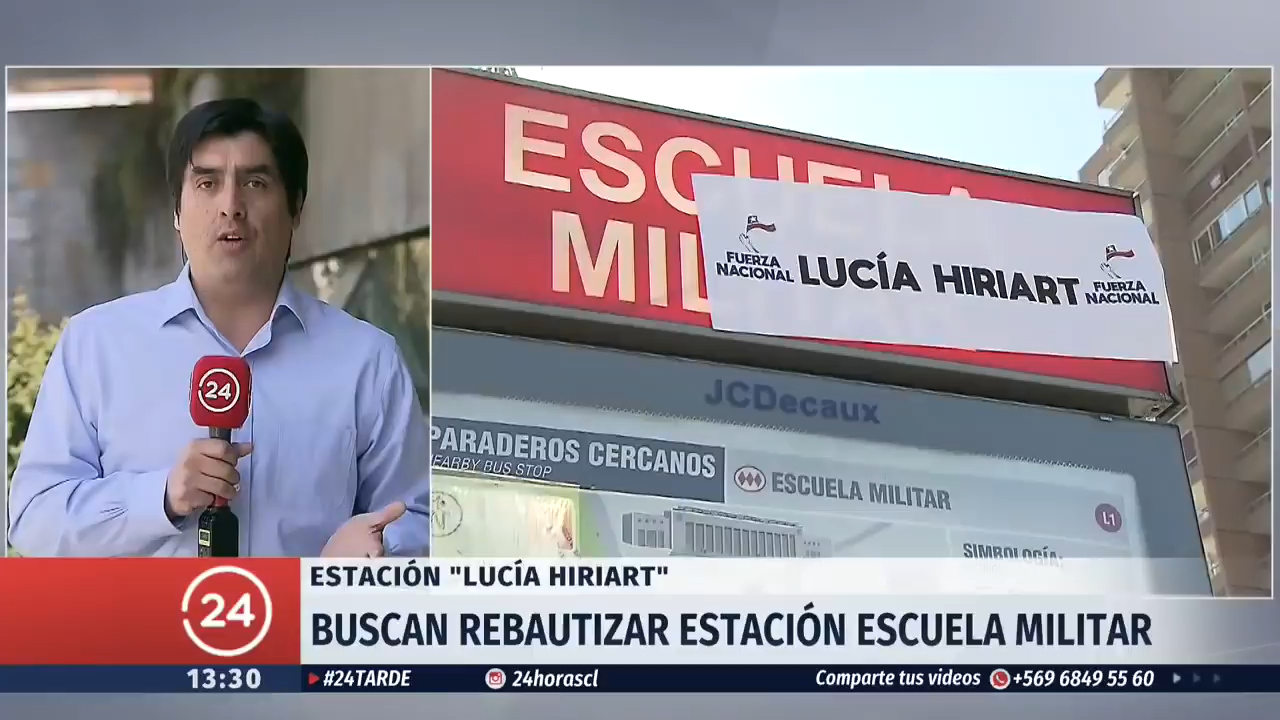 ESCUELA
MILI
FUERZA
NACIONAL
LUCÍA HIRIART
FUERZA
NACIONAL
JCDecaux
PARADEROS CERCANOS
NEARBY BUS STOP
ESCUELA MILITAR
L1
SIMBOLOGÍA:
24
ESTACIÓN "LUCÍA HIRIART"
24
BUSCAN REBAUTIZAR ESTACIÓN ESCUELA MILITAR
13:30
#24TARDE
24horascl
Comparte tus videos
+569 6849 55 60